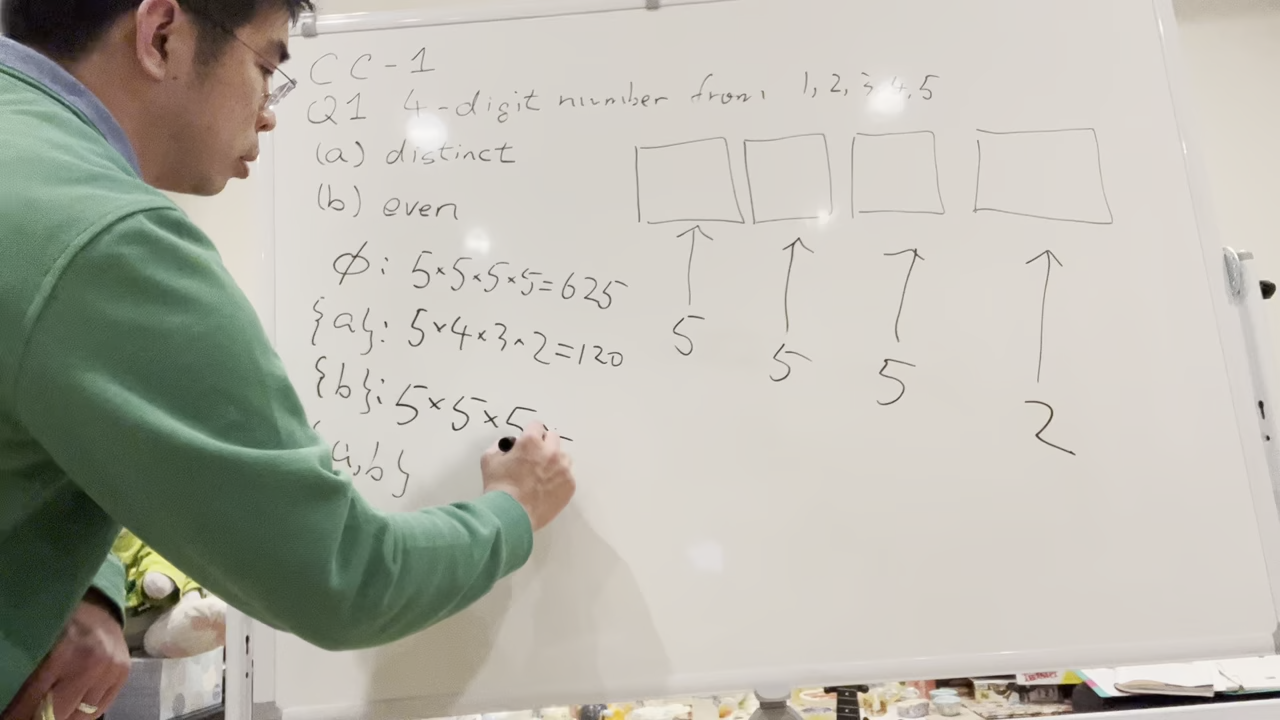 CC-1
Q1 4-digit number from: 1, 2, 3, 4, 5
(a) distinct
(b) even
ϕ: 5×5×5×5=625
{a}: 5×4×3×2=120
{b}: 5×5×5
a,b}
5
5
5
2